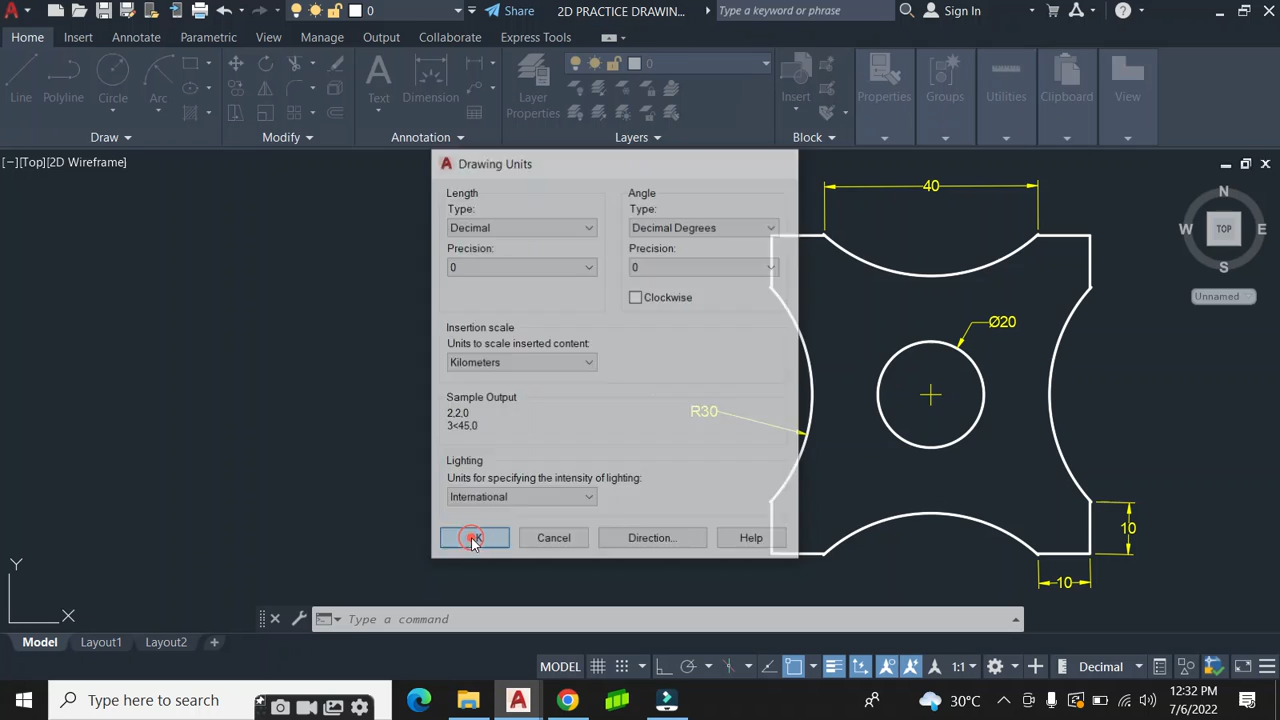 0
Share
2D PRACTICE DRAWIN...
Type a keyword or phrase
Sign In
Home
Insert
Annotate
Parametric
View
Manage
Output
Collaborate
Express Tools
Line
Polyline
Circle
Arc
Text
Dimension
Layer
Properties
0
Insert
Properties
Groups
Utilities
Clipboard
View
Draw
Modify
Annotation
Layers
Block
[−][Top][2D Wireframe]
Drawing Units
Length
Type:
Decimal
Precision:
0
Angle
Type:
Decimal Degrees
Precision:
0
Clockwise
Insertion scale
Units to scale inserted content:
Kilometers
Sample Output
2,2,0
3<45,0
Lighting
Units for specifying the intensity of lighting:
International
Cancel
Direction...
Help
40
Ø20
R30
10
10
N
W
TOP
E
S
Unnamed
Y
X
Type a command
Model
Layout1
Layout2
MODEL
1:1
Decimal
Type here to search
30°C
2:32 PM
7/6/2022